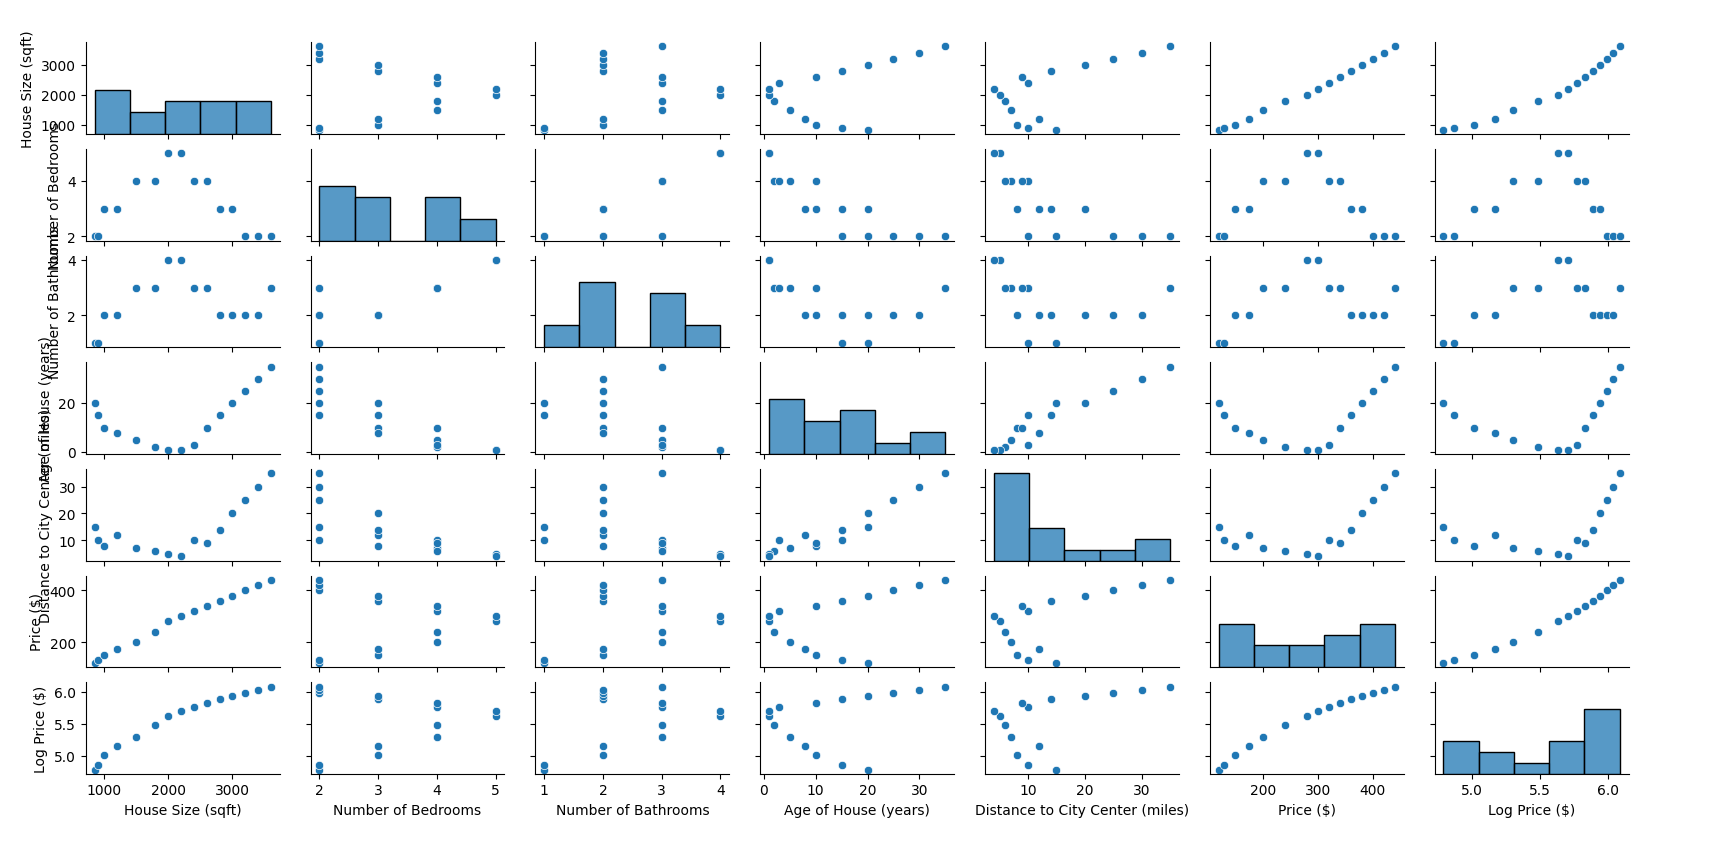 House Size (sqft)
3000
2000
1000
Number of Bedrooms
4
2
Number of Bathrooms
4
2
Age of House (years)
20
0
Distance to City Center (miles)
30
20
10
Price ($)
400
200
Log Price ($)
6.0
5.5
5.0
1000 2000 3000 2 3 4 5 1 2 3 4 0 10 20 30 10 20 30 200 300 400 5.0 5.5 6.0
House Size (sqft) Number of Bedrooms Number of Bathrooms Age of House (years) Distance to City Center (miles) Price ($) Log Price ($)